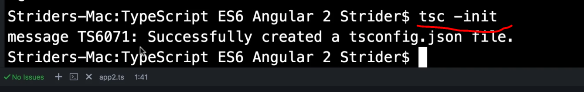 Striders-Mac:TypeScript ES6 Angular 2 Strider$ tsc -init
message TS6071: Successfully created a tsconfig.json file.
Striders-Mac:TypeScript ES6 Angular 2 Strider$
No Issues app2.ts 1:41